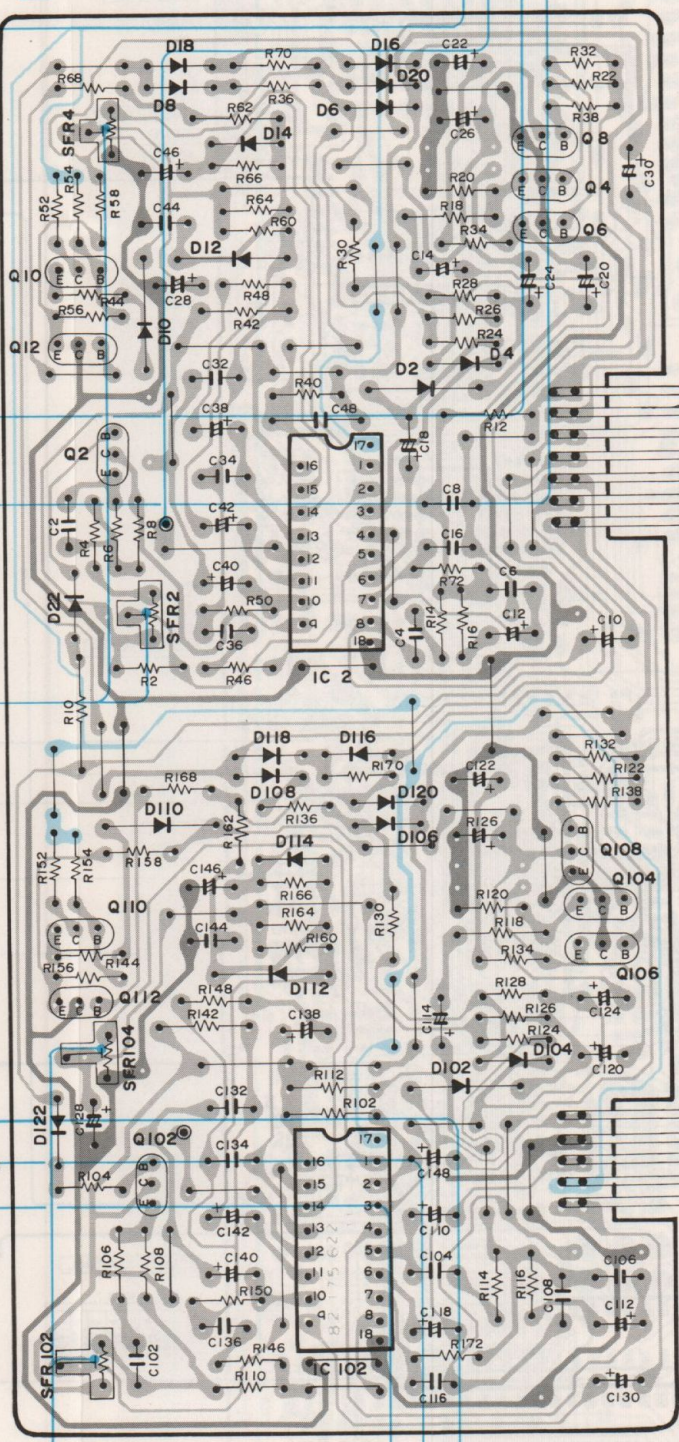 D18 R70 D16 C22 R32
R68 D20 R22
D8 R36 D6 R38
R62 C26
SFR4 D14 E C B Q8
C46 R66 C30
R54 R20 E C B Q4
R52 R58 R64 R18
C44 R60 R34 E C B Q6
D12 R30 C14
Q10 E C B C28 R48 R28 C24 C20
R44 R42 R26
R56 D10 R24
Q12 E C B D4
C32 D2
R40
C38 C48 R12
Q2 B C E 17 C18
16 1
C34 15 2
C2 R4 R6 R8 14 3 C8
C42 13 4
12 5 C16
C40 11 6 R72
D22 R50 10 7 C6
SFR2 9 8 C4 R14 R16 C12 C10
C36 18
R2 R46 IC 2
R10
D118 D116 R132
R168 R170 C122 R122
D108 D120 R138
D110 R162 R136
D106 R126 B C E Q108
R152 R154 R158 D114
C146 R166 R120 Q104
Q110 R164 R130 R118 E C B
E C B C144 R160 R134 E C B
R156 R144 D112 Q106
Q112 R148 R128
E C B R142 C138 C114 R126 C124
R124
SFR104 D102 D104 C120
R112
D122 C128 C132 R102
Q102 17
B C E C134 16 1 C148
R104 15 2
14 3
C142 13 4 C110
R106 R108 12 5
C140 11 6 C104 R114 R116 C108 C106
R150 10 7
9 8 C118 C112
C136 82 075 622 18
SFR102 C102 R146 R172
R110 IC 102 C116 C130